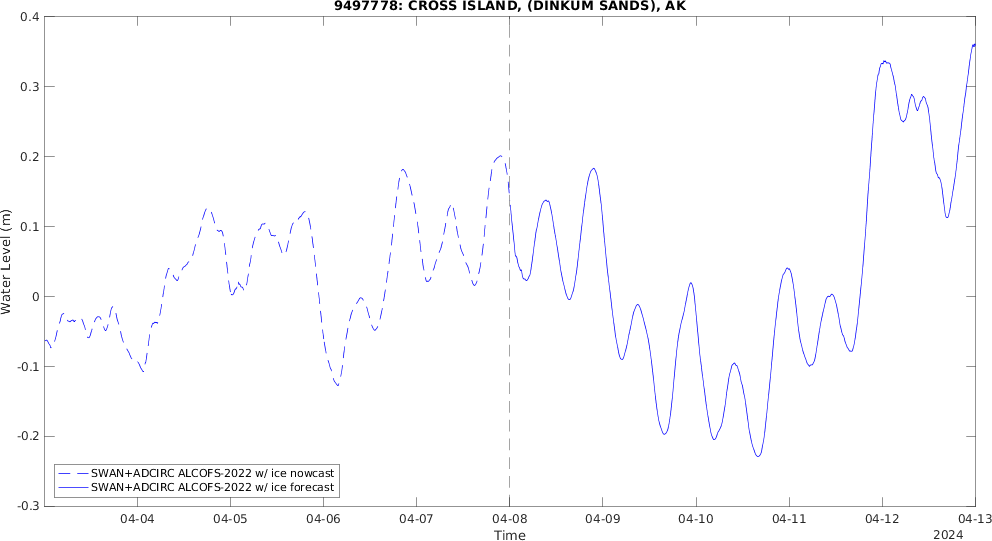 9497778: CROSS ISLAND, (DINKUM SANDS), AK
0.4
0.3
0.2
0.1
0
-0.1
-0.2
-0.3
Water Level (m)
SWAN+ADCIRC ALCOFS-2022 w/ ice nowcast
SWAN+ADCIRC ALCOFS-2022 w/ ice forecast
04-04 04-05 04-06 04-07 04-08 04-09 04-10 04-11 04-12 04-13
Time
2024